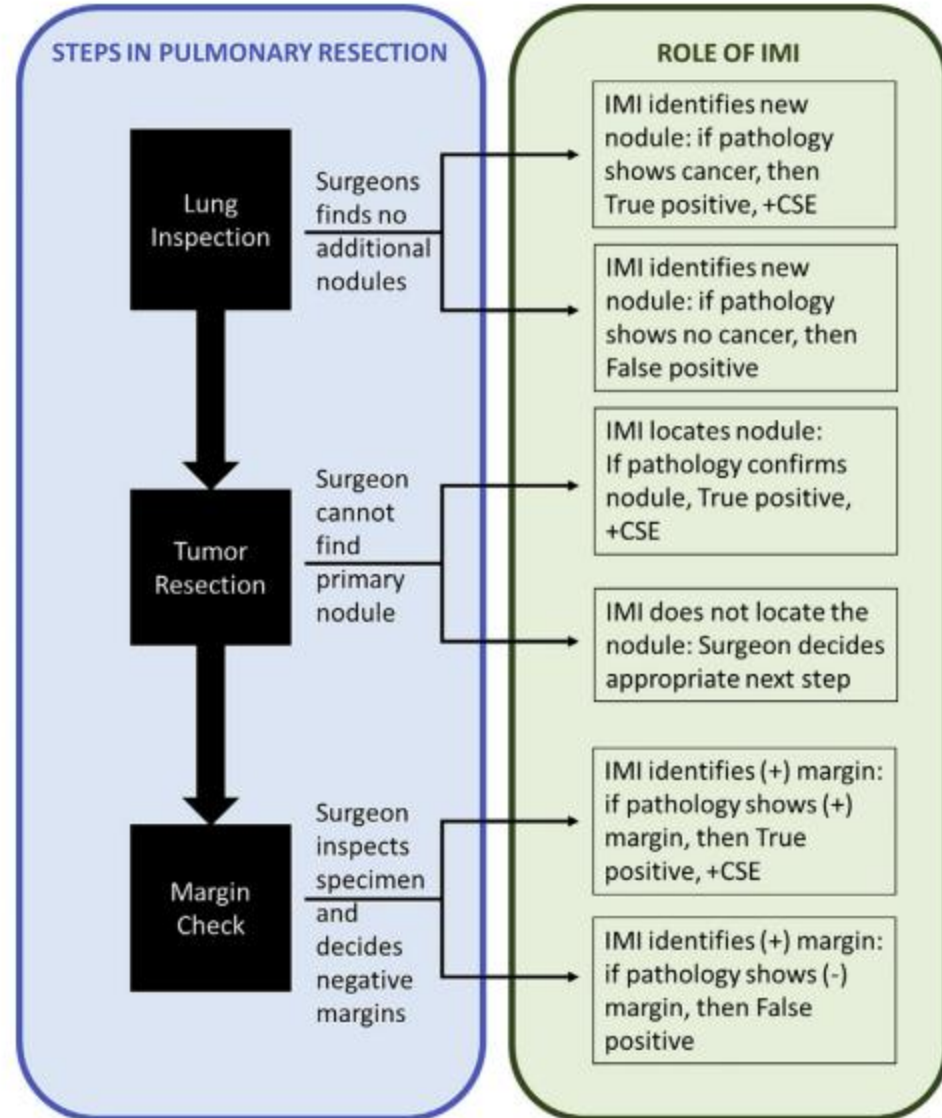 STEPS IN PULMONARY RESECTION
ROLE OF IMI
Lung
Inspection
Surgeons
finds no
additional
nodules
IMI identifies new
nodule: if pathology
shows cancer, then
True positive, +CSE
IMI identifies new
nodule: if pathology
shows no cancer, then
False positive
Tumor
Resection
Surgeon
cannot
find
primary
nodule
IMI locates nodule:
If pathology confirms
nodule, True positive,
+CSE
IMI does not locate the
nodule: Surgeon decides
appropriate next step
Margin
Check
Surgeon
inspects
specimen
and
decides
negative
margins
IMI identifies (+) margin:
if pathology shows (+)
margin, then True
positive, +CSE
IMI identifies (+) margin:
if pathology shows (-)
margin, then False
positive